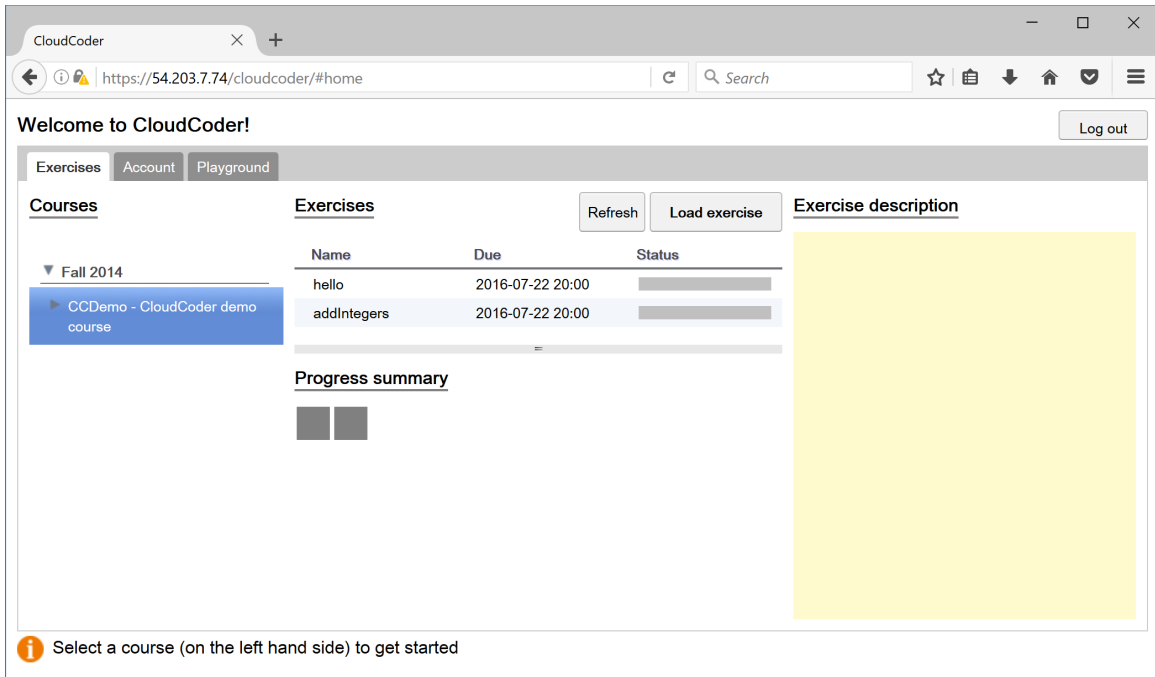 CloudCoder
https://54.203.7.74/cloudcoder/#home
Search
Welcome to CloudCoder!
Log out
Exercises Account Playground
Courses
Fall 2014
CCDemo - CloudCoder demo
course
Exercises
Refresh
Load exercise
Name Due Status
hello 2016-07-22 20:00
addIntegers 2016-07-22 20:00
Progress summary
Exercise description
Select a course (on the left hand side) to get started